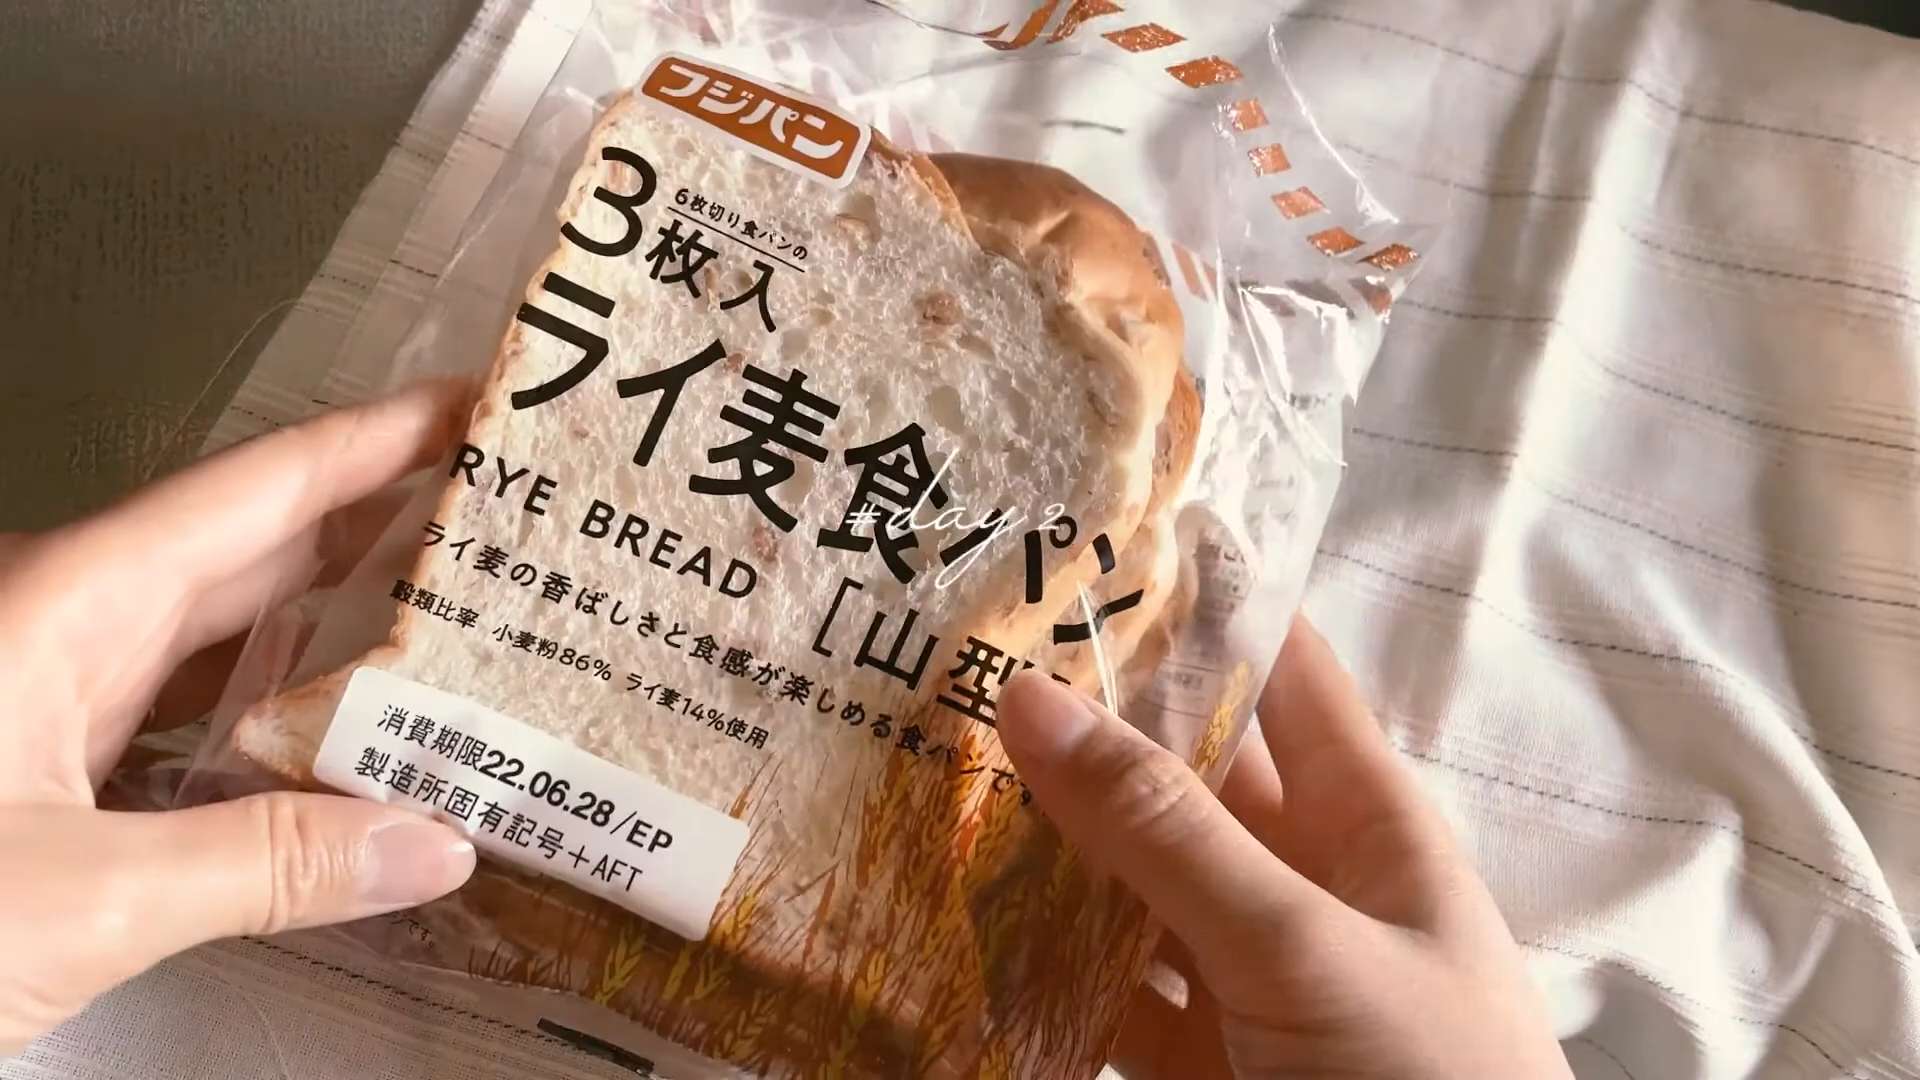 フジパン
6枚切り食パンの
3枚入
ライ麦食パン
RYE BREAD [山型
ライ麦の香ばしさと食感が楽しめる食パンです
穀類比率 小麦粉86% ライ麦14%使用
消費期限22.06.28/EP
製造所固有記号+AFT
#day 2